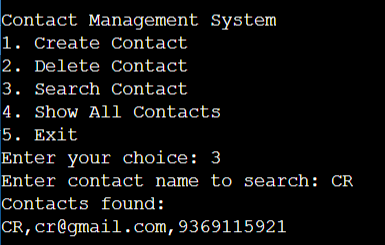 Contact Management System
1. Create Contact
2. Delete Contact
3. Search Contact
4. Show All Contacts
5. Exit
Enter your choice: 3
Enter contact name to search: CR
Contacts found:
CR,cr@gmail.com,9369115921